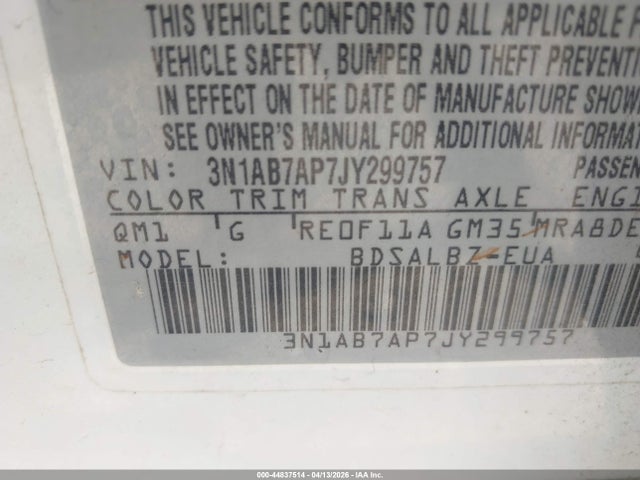 THIS VEHICLE CONFORMS TO ALL APPLICABLE
VEHICLE SAFETY, BUMPER AND THEFT PREVENTI
IN EFFECT ON THE DATE OF MANUFACTURE SHOW
SEE OWNER'S MANUAL FOR ADDITIONAL INFORMAT
VIN: 3N1AB7AP7JY299757 PASSEN
COLOR TRIM TRANS AXLE ENGI
QM1 G RE0F11A GM35 MRA8DE
MODEL: BDSALBZ-EUA
3N1AB7AP7JY299757
000-44837514 - 04/13/2026 - IAA Inc.